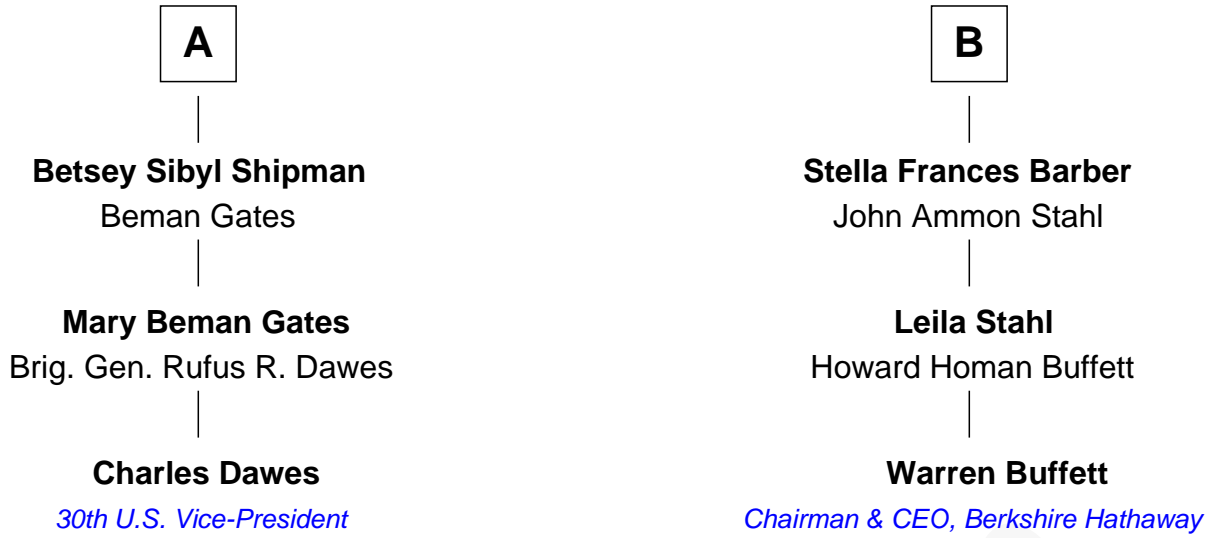 A
Betsey Sibyl Shipman
Beman Gates
Mary Beman Gates
Brig. Gen. Rufus R. Dawes
Charles Dawes
30th U.S. Vice-President
B
Stella Frances Barber
John Ammon Stahl
Leila Stahl
Howard Homan Buffett
Warren Buffett
Chairman & CEO, Berkshire Hathaway